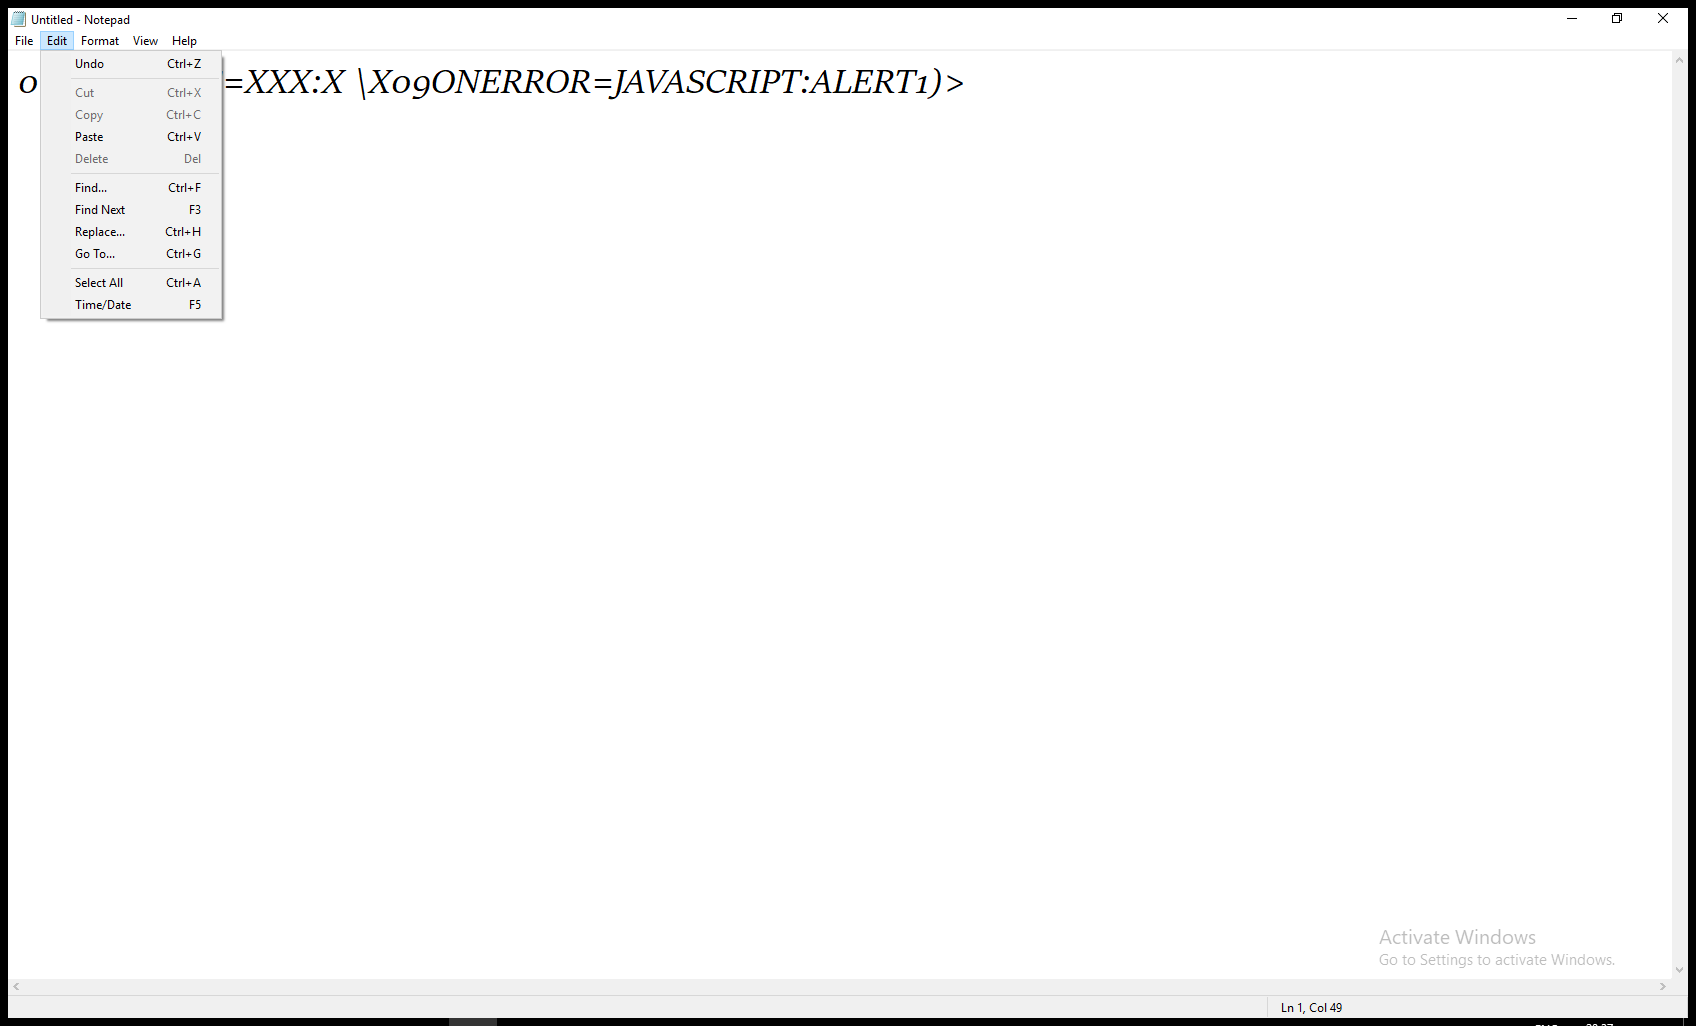 Untitled - Notepad
File Edit Format View Help
Undo Ctrl+Z
Cut Ctrl+X
Copy Ctrl+C
Paste Ctrl+V
Delete Del
Find... Ctrl+F
Find Next F3
Replace... Ctrl+H
Go To... Ctrl+G
Select All Ctrl+A
Time/Date F5
0 =XXX:X \X09ONERROR=JAVASCRIPT:ALERT1)>
Activate Windows
Go to Settings to activate Windows.
Ln 1, Col 49